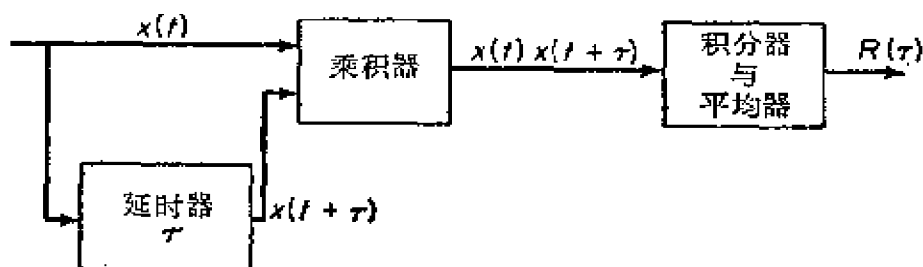 x(t)
乘积器
x(t) x(t + τ)
积分器
与
平均器
R(τ)
延时器
τ
x(t + τ)